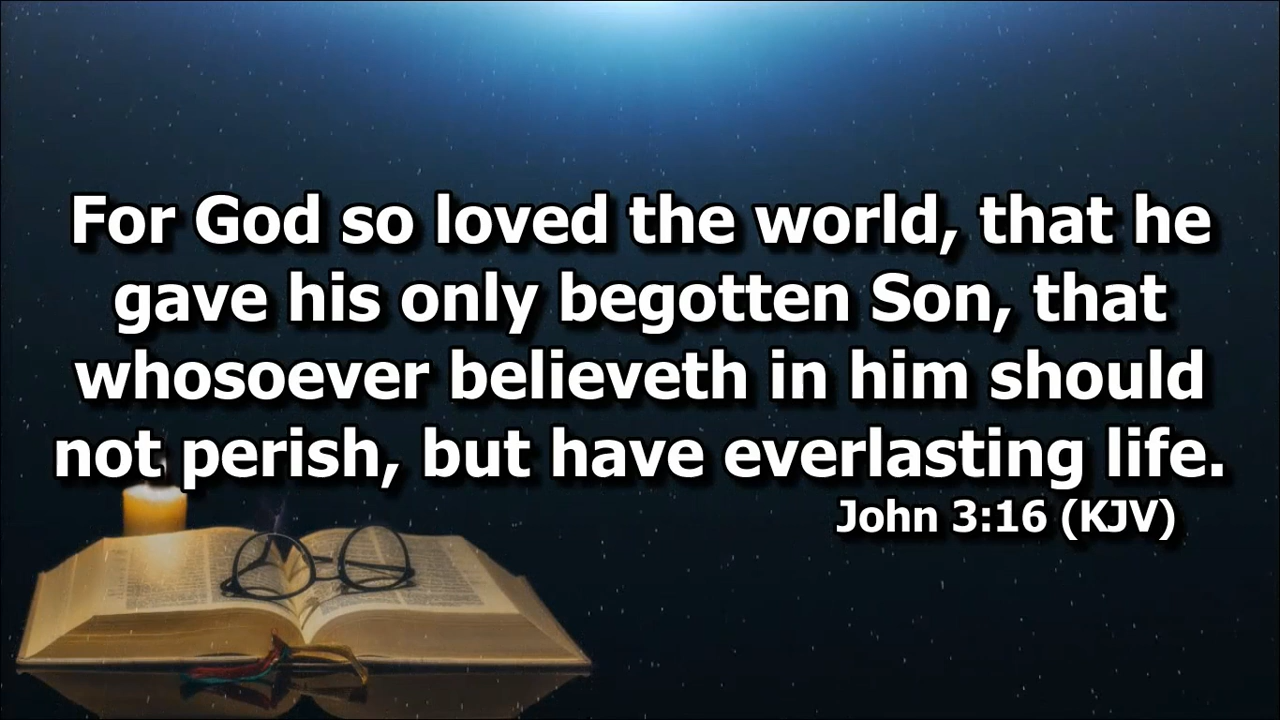 For God so loved the world, that he
gave his only begotten Son, that
whosoever believeth in him should
not perish, but have everlasting life.
John 3:16 (KJV)